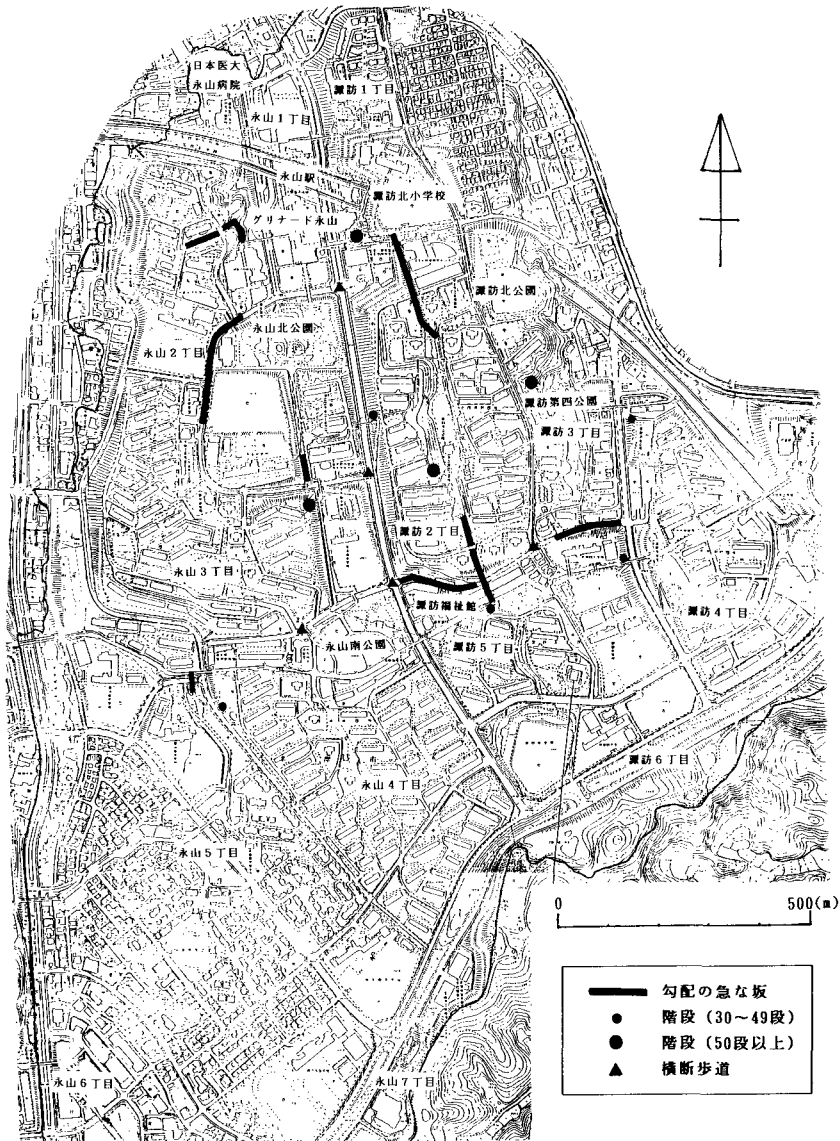 日本医大
永山病院
諏訪1丁目
永山1丁目
永山駅
諏訪北小学校
グリナード永山
諏訪北公園
永山北公園
永山2丁目
諏訪第四公園
諏訪3丁目
諏訪2丁目
永山3丁目
諏訪福祉館
諏訪4丁目
永山南公園
諏訪5丁目
諏訪6丁目
永山4丁目
永山5丁目
永山6丁目
永山7丁目
0 500(m)
勾配の急な坂
階段(30〜49段)
階段(50段以上)
横断歩道